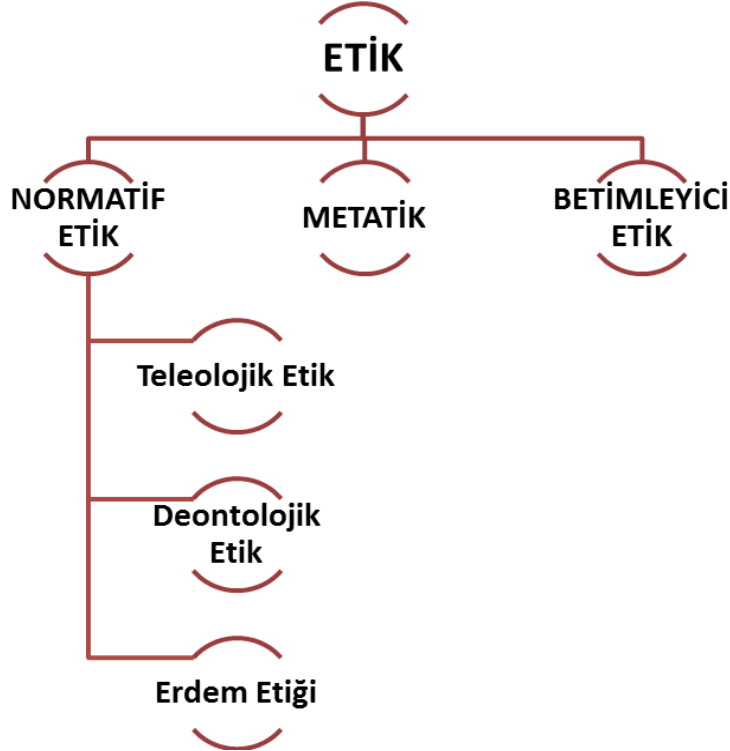 ETİK
NORMATİF
ETİK
METATİK
BETİMLEYİCİ
ETİK
Teleolojik Etik
Deontolojik
Etik
Erdem Etiği